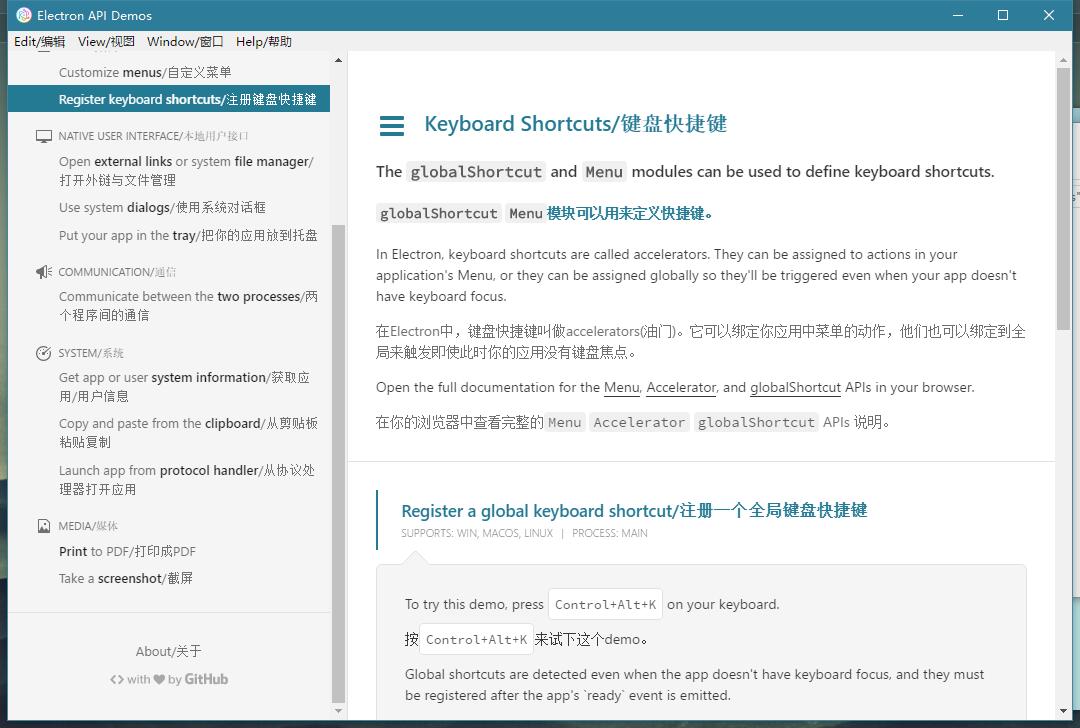 Electron API Demos
Edit/编辑 View/视图 Window/窗口 Help/帮助
Customize menus/自定义菜单
Register keyboard shortcuts/注册键盘快捷键
NATIVE USER INTERFACE/本地用户接口
Open external links or system file manager/
打开外链与文件管理
Use system dialogs/使用系统对话框
Put your app in the tray/把你的应用放到托盘
COMMUNICATION/通信
Communicate between the two processes/两
个程序间的通信
SYSTEM/系统
Get app or user system information/获取应
用/用户信息
Copy and paste from the clipboard/从剪贴板
粘贴复制
Launch app from protocol handler/从协议处
理器打开应用
MEDIA/媒体
Print to PDF/打印成PDF
Take a screenshot/截屏
About/关于
<> with ♥ by GitHub
Keyboard Shortcuts/键盘快捷键
The globalShortcut and Menu modules can be used to define keyboard shortcuts.
globalShortcut Menu 模块可以用来定义快捷键。
In Electron, keyboard shortcuts are called accelerators. They can be assigned to actions in your
application's Menu, or they can be assigned globally so they'll be triggered even when your app doesn't
have keyboard focus.
在Electron中，键盘快捷键叫做accelerators(油门)。它可以绑定你应用中菜单的动作，他们也可以绑定到全
局来触发即使此时你的应用没有键盘焦点。
Open the full documentation for the Menu, Accelerator, and globalShortcut APIs in your browser.
在你的浏览器中查看完整的 Menu Accelerator globalShortcut APIs 说明。
Register a global keyboard shortcut/注册一个全局键盘快捷键
SUPPORTS: WIN, MACOS, LINUX | PROCESS: MAIN
To try this demo, press Control+Alt+K on your keyboard.
按 Control+Alt+K 来试下这个demo。
Global shortcuts are detected even when the app doesn't have keyboard focus, and they must
be registered after the app's `ready` event is emitted.